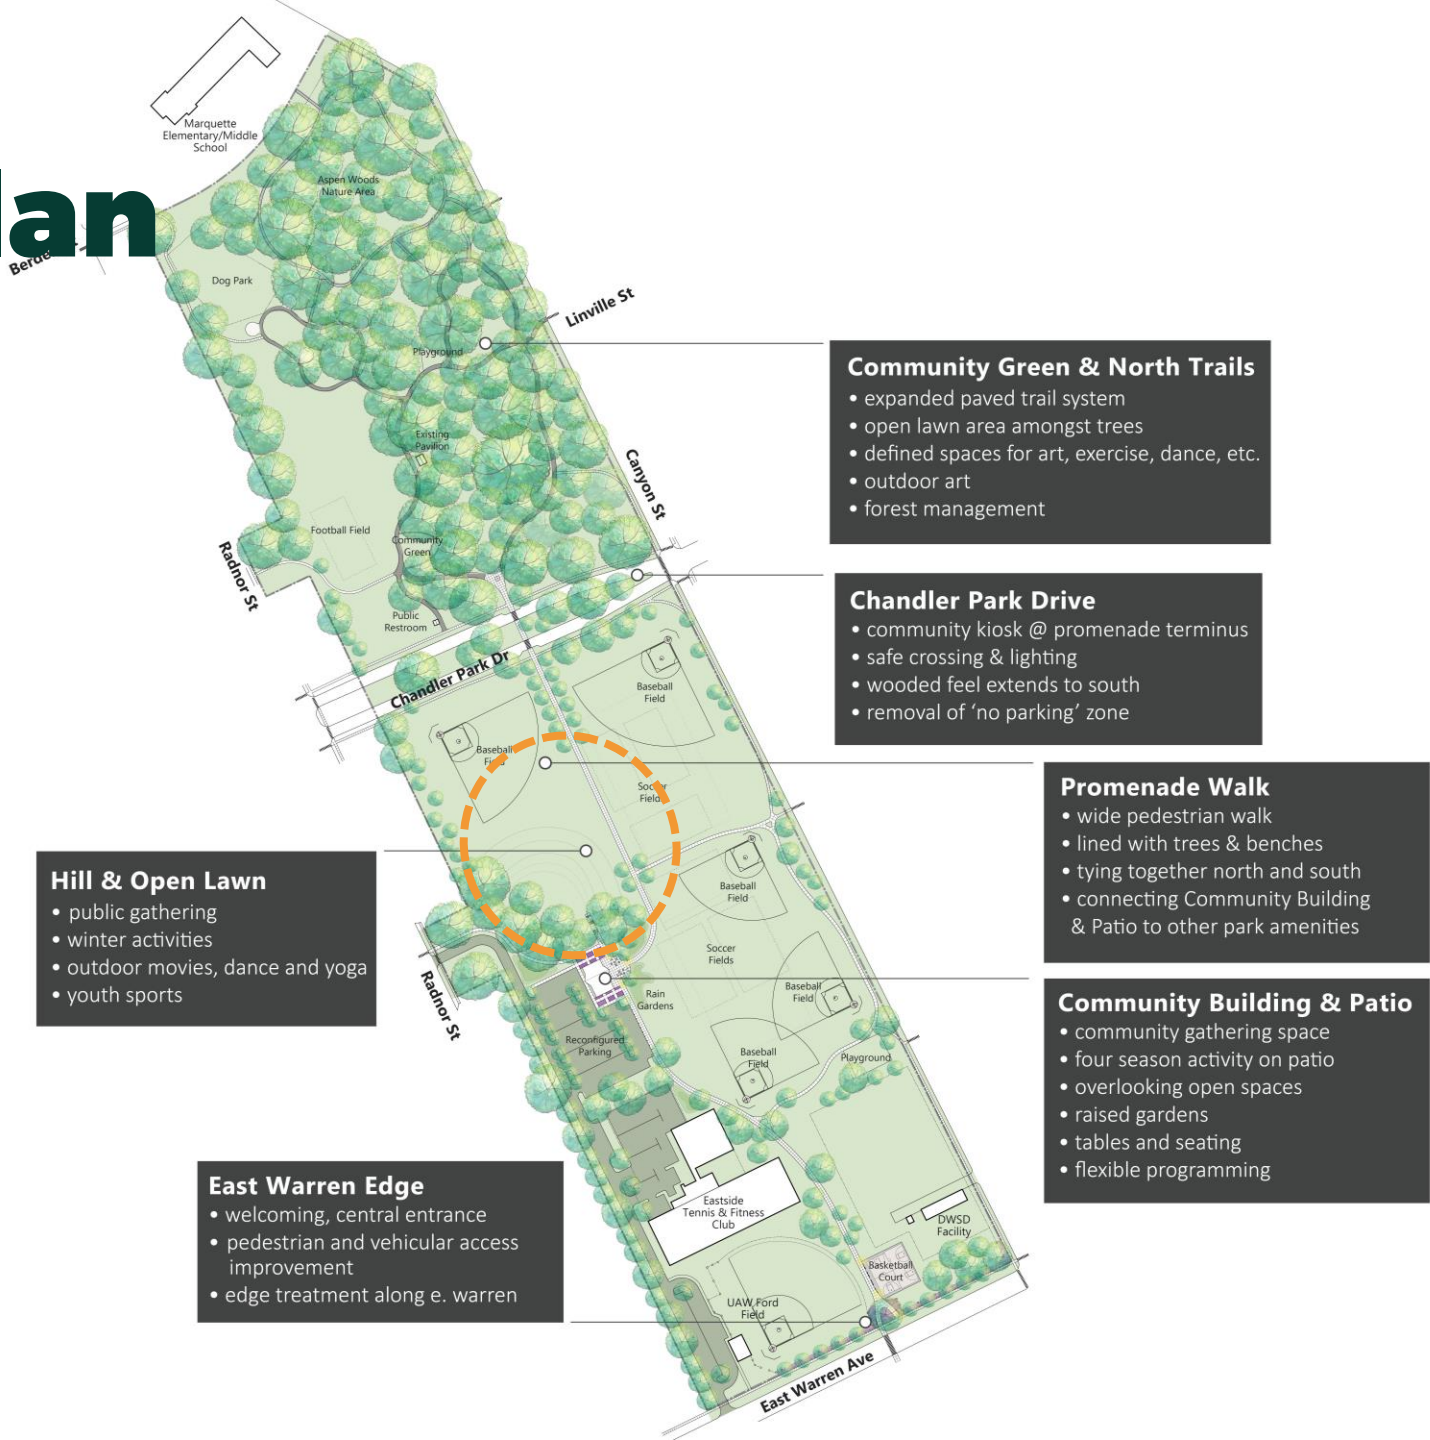 lan
Marquette
Elementary/Middle
School
Aspen Woods
Nature Area
Dog Park
Linville St
Playground
Existing
Pavilion
Canyon St
Football Field
Community
Green
Radnor St
Public
Restroom
Chandler Park Dr
Baseball
Field
Baseball
Field
Soccer
Fields
Baseball
Field
Soccer
Fields
Baseball
Field
Radnor St
Rain
Gardens
Reconfigured
Parking
Baseball
Field
Playground
Eastside
Tennis & Fitness
Club
DWSD
Facility
Basketball
Court
UAW Ford
Field
East Warren Ave
Community Green & North Trails
• expanded paved trail system
• open lawn area amongst trees
• defined spaces for art, exercise, dance, etc.
• outdoor art
• forest management
Chandler Park Drive
• community kiosk @ promenade terminus
• safe crossing & lighting
• wooded feel extends to south
• removal of ‘no parking’ zone
Promenade Walk
• wide pedestrian walk
• lined with trees & benches
• tying together north and south
• connecting Community Building
& Patio to other park amenities
Hill & Open Lawn
• public gathering
• winter activities
• outdoor movies, dance and yoga
• youth sports
Community Building & Patio
• community gathering space
• four season activity on patio
• overlooking open spaces
• raised gardens
• tables and seating
• flexible programming
East Warren Edge
• welcoming, central entrance
• pedestrian and vehicular access
improvement
• edge treatment along e. warren